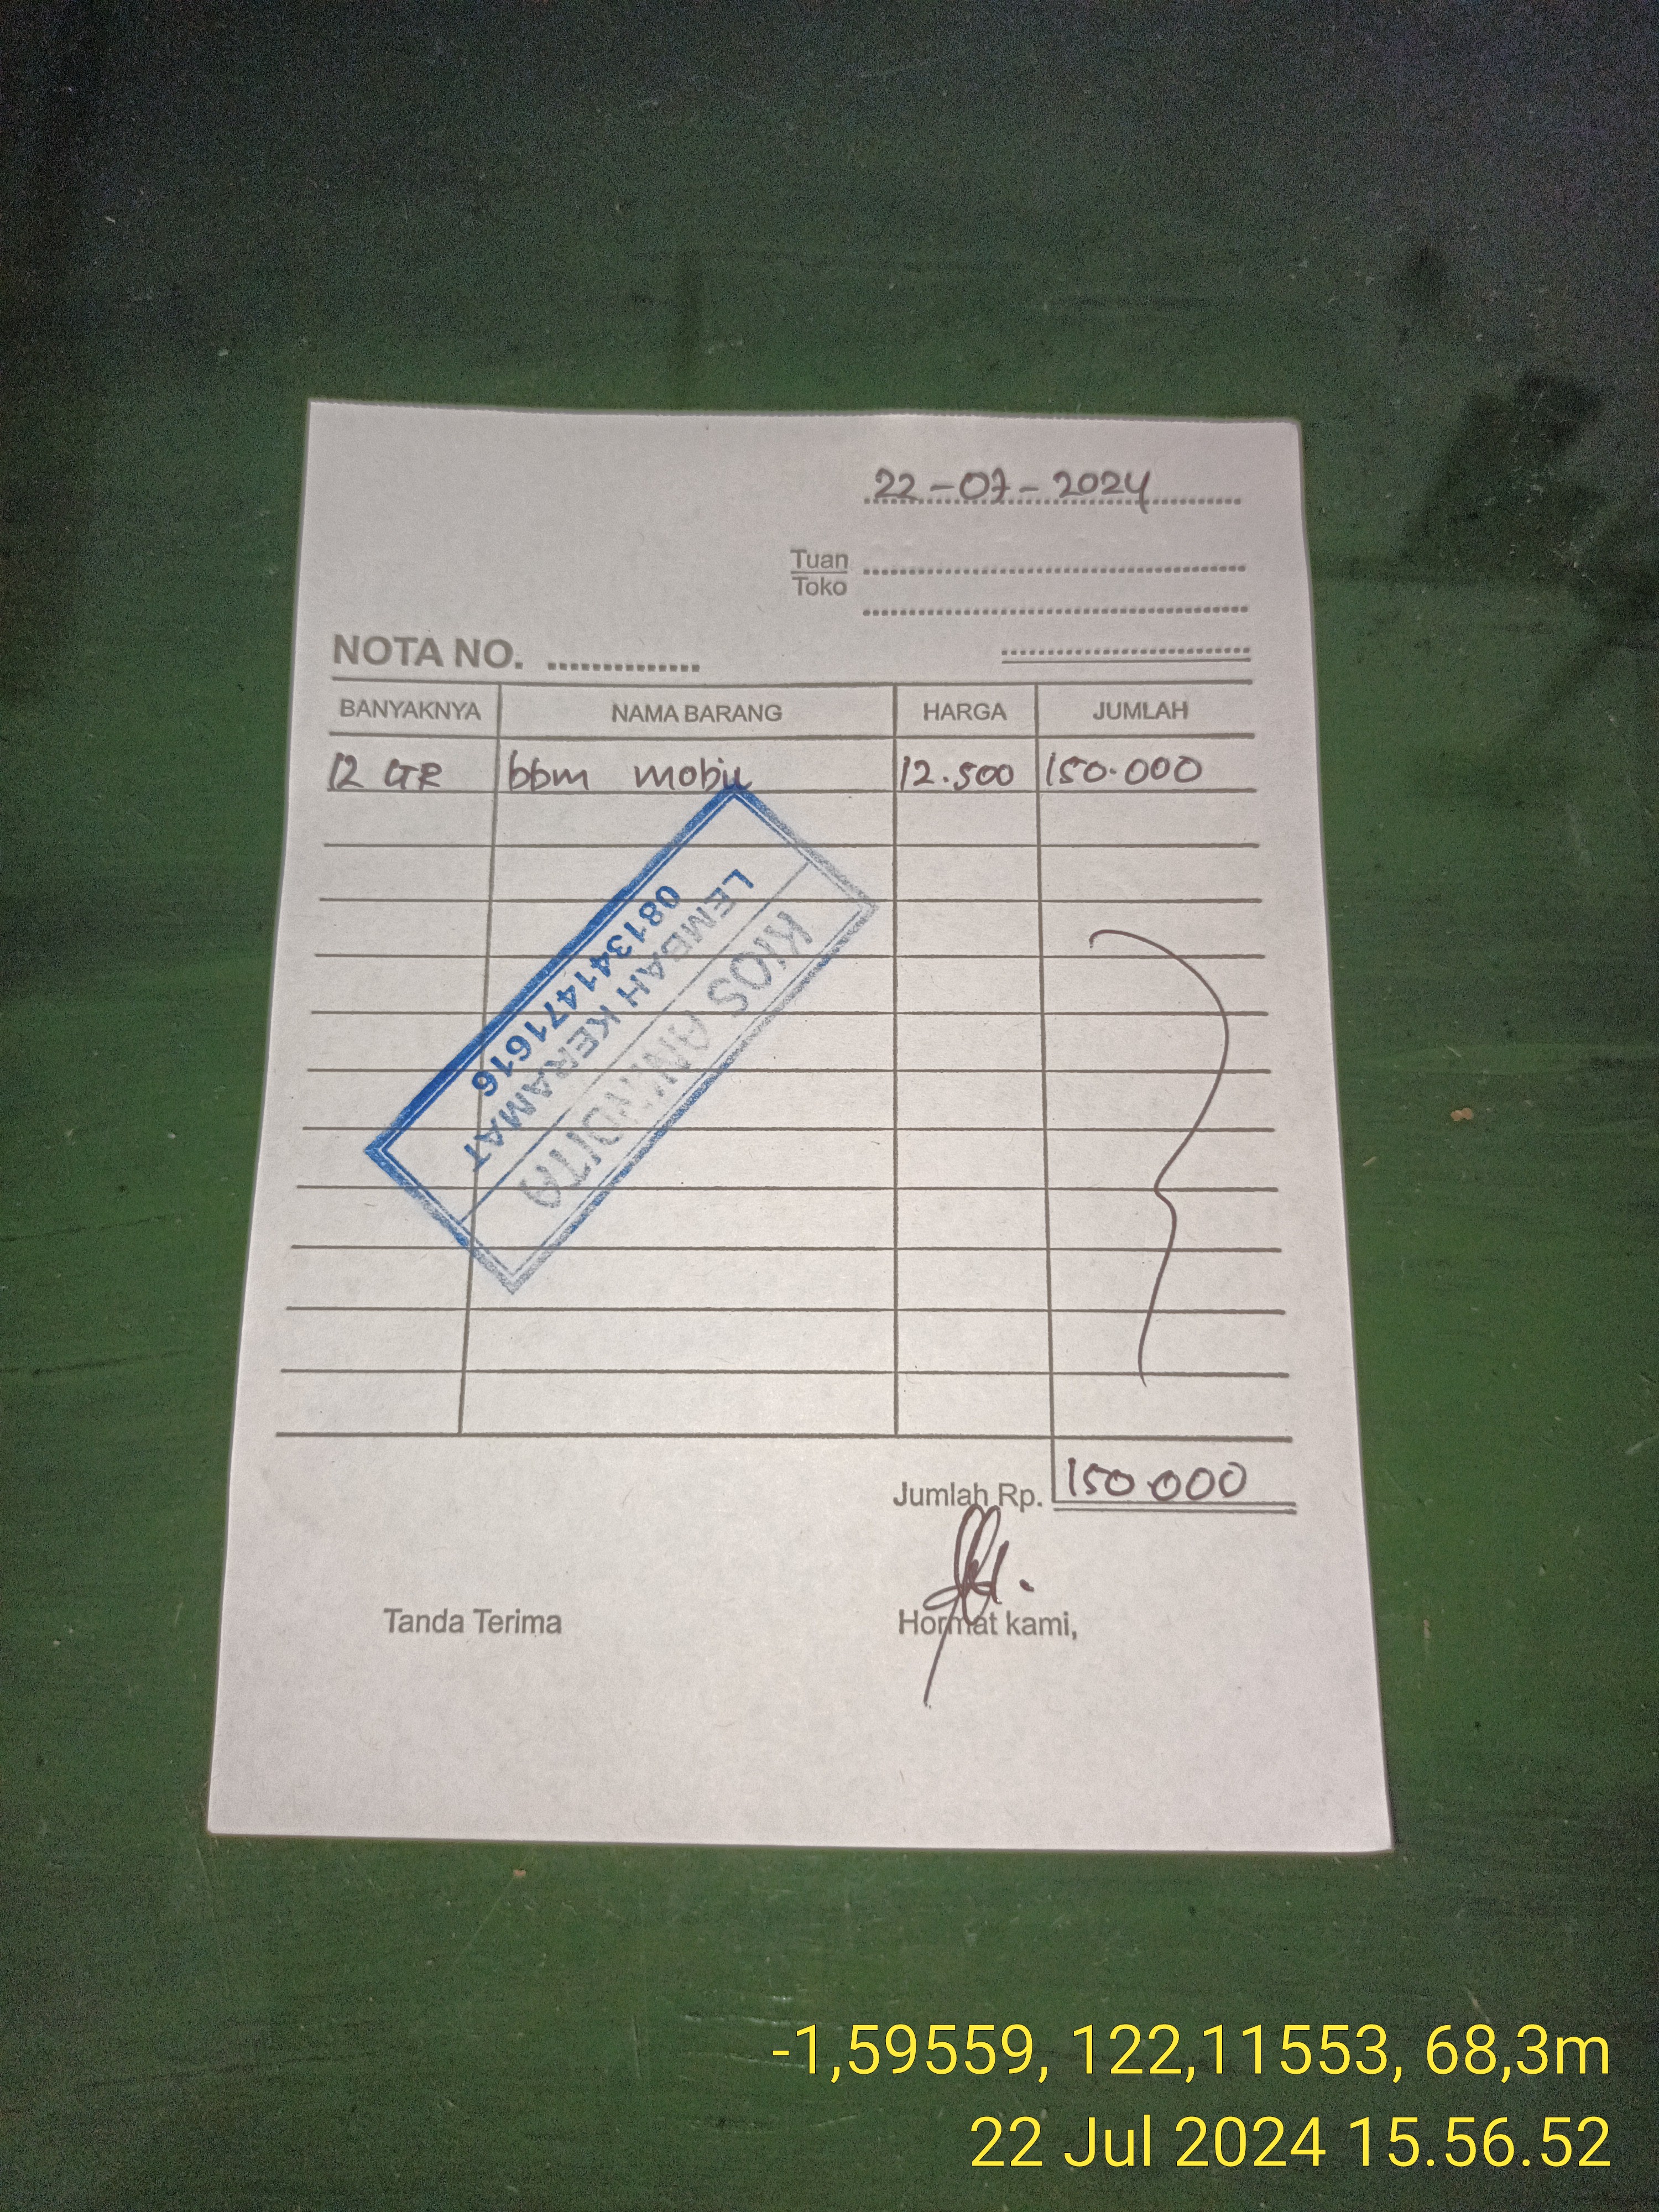 22-07-2024
Tuan
Toko
NOTA NO.
BANYAKNYA NAMA BARANG HARGA JUMLAH
12 LTR bbm mobil 12.500 150.000
KIOS ANINDITA
LEMBAH KERAMAT
081341471616
Jumlah Rp. 150.000
Tanda Terima Hormat kami,
-1,59559, 122,11553, 68,3m
22 Jul 2024 15.56.52